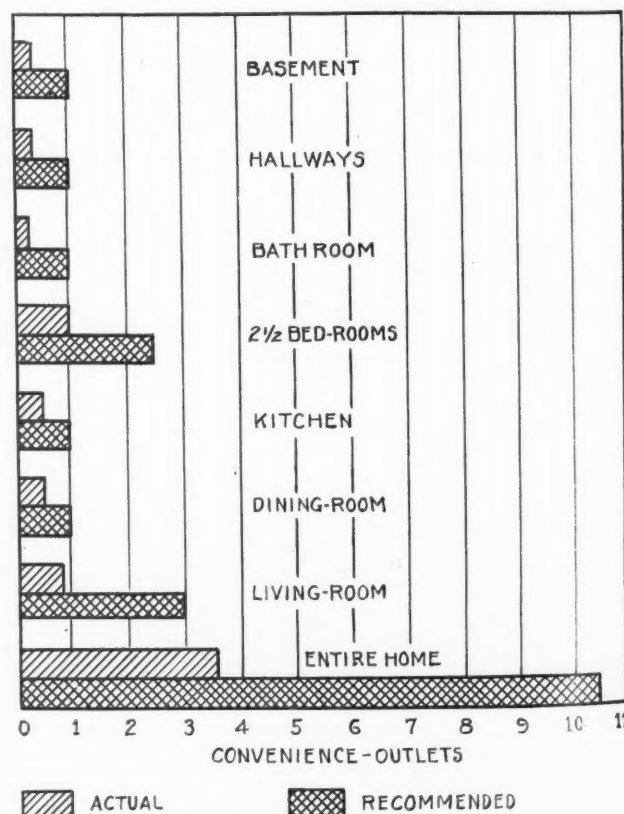 BASEMENT
HALLWAYS
BATH ROOM
2½ BED-ROOMS
KITCHEN
DINING-ROOM
LIVING-ROOM
ENTIRE HOME
0 1 2 3 4 5 6 7 8 9 10 11
CONVENIENCE-OUTLETS
ACTUAL RECOMMENDED